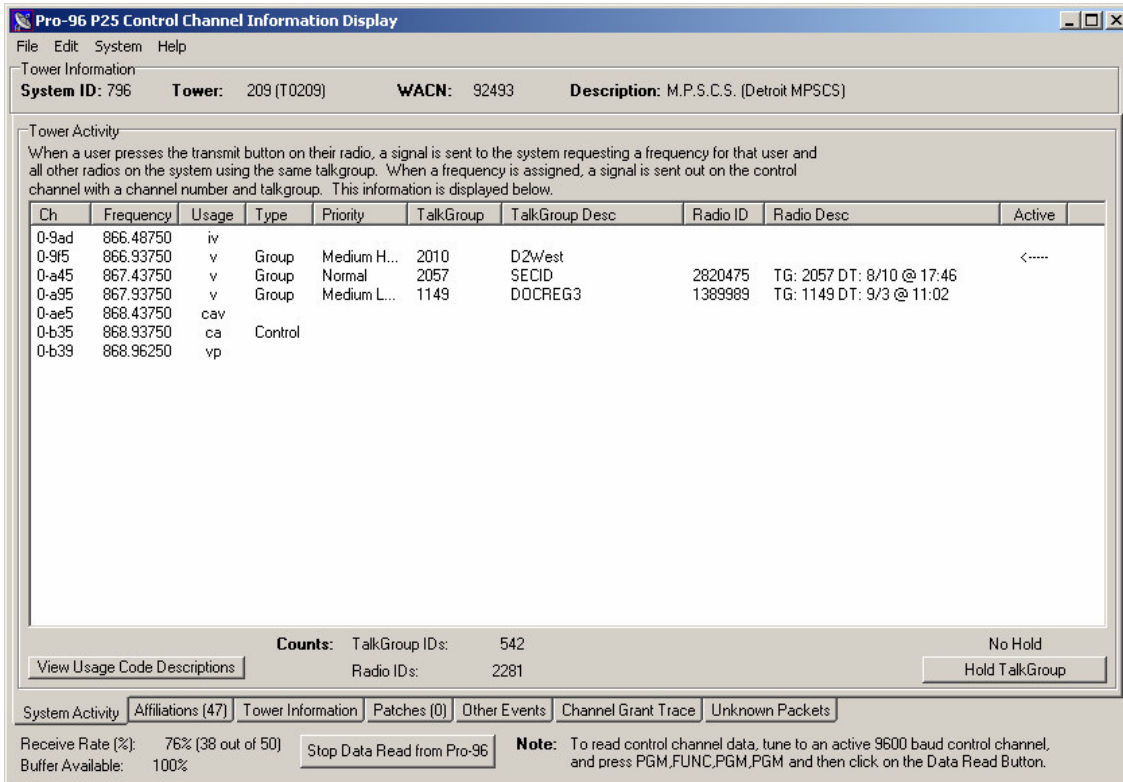 Pro-96 P25 Control Channel Information Display
File Edit System Help
Tower Information
System ID: 796 Tower: 209 (T0209) WACN: 92493 Description: M.P.S.C.S. (Detroit MPSCS)
Tower Activity
When a user presses the transmit button on their radio, a signal is sent to the system requesting a frequency for that user and
all other radios on the system using the same talkgroup. When a frequency is assigned, a signal is sent out on the control
channel with a channel number and talkgroup. This information is displayed below.
Ch Frequency Usage Type Priority TalkGroup TalkGroup Desc Radio ID Radio Desc Active
0-9ad 866.48750 iv
0-9f5 866.93750 v Group Medium H... 2010 D2West <-----
0-a45 867.43750 v Group Normal 2057 SECID 2820475 TG: 2057 DT: 8/10 @ 17:46
0-a95 867.93750 v Group Medium L... 1149 DOCREG3 1389989 TG: 1149 DT: 9/3 @ 11:02
0-ae5 868.43750 cav
0-b35 868.93750 ca Control
0-b39 868.96250 vp
Counts: TalkGroup IDs: 542 No Hold
View Usage Code Descriptions Radio IDs: 2281 Hold TalkGroup
System Activity Affiliations (47) Tower Information Patches (0) Other Events Channel Grant Trace Unknown Packets
Receive Rate (%): 76% (38 out of 50) Stop Data Read from Pro-96 Note: To read control channel data, tune to an active 9600 baud control channel,
Buffer Available: 100% and press PGM,FUNC,PGM,PGM and then click on the Data Read Button.